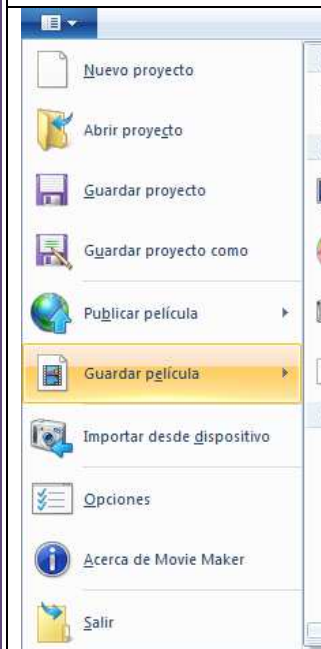 Nuevo proyecto
Abrir proyecto
Guardar proyecto
Guardar proyecto como
Publicar película
Guardar película
Importar desde dispositivo
Opciones
Acerca de Movie Maker
Salir